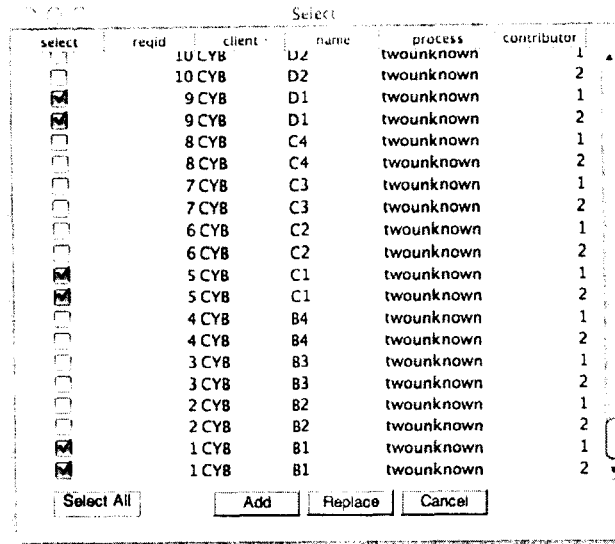 Select
select reqid client name process contributor
10 CYB D2 twounknown 1
10 CYB D2 twounknown 2
9 CYB D1 twounknown 1
9 CYB D1 twounknown 2
8 CYB C4 twounknown 1
8 CYB C4 twounknown 2
7 CYB C3 twounknown 1
7 CYB C3 twounknown 2
6 CYB C2 twounknown 1
6 CYB C2 twounknown 2
5 CYB C1 twounknown 1
5 CYB C1 twounknown 2
4 CYB B4 twounknown 1
4 CYB B4 twounknown 2
3 CYB B3 twounknown 1
3 CYB B3 twounknown 2
2 CYB B2 twounknown 1
2 CYB B2 twounknown 2
1 CYB B1 twounknown 1
1 CYB B1 twounknown 2
Select All Add Replace Cancel